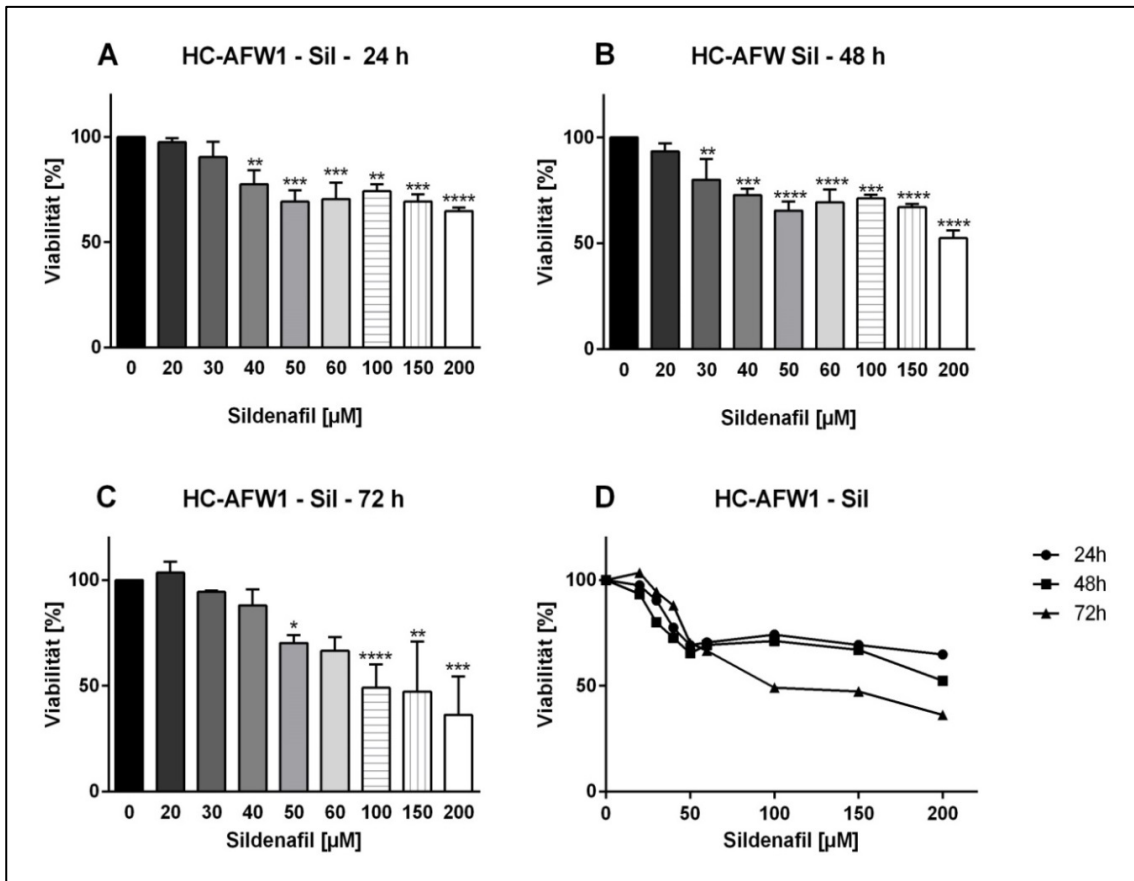 A HC-AFW1 - Sil - 24 h
Viabilität [%]
100
50
0
** *** *** ** *** ****
0 20 30 40 50 60 100 150 200
Sildenafil [µM]
B HC-AFW Sil - 48 h
Viabilität [%]
100
50
0
** *** **** **** *** **** ****
0 20 30 40 50 60 100 150 200
Sildenafil [µM]
C HC-AFW1 - Sil - 72 h
Viabilität [%]
100
50
0
* **** ** ***
0 20 30 40 50 60 100 150 200
Sildenafil [µM]
D HC-AFW1 - Sil
Viabilität [%]
100
50
0
0 50 100 150 200
Sildenafil [µM]
24h
48h
72h